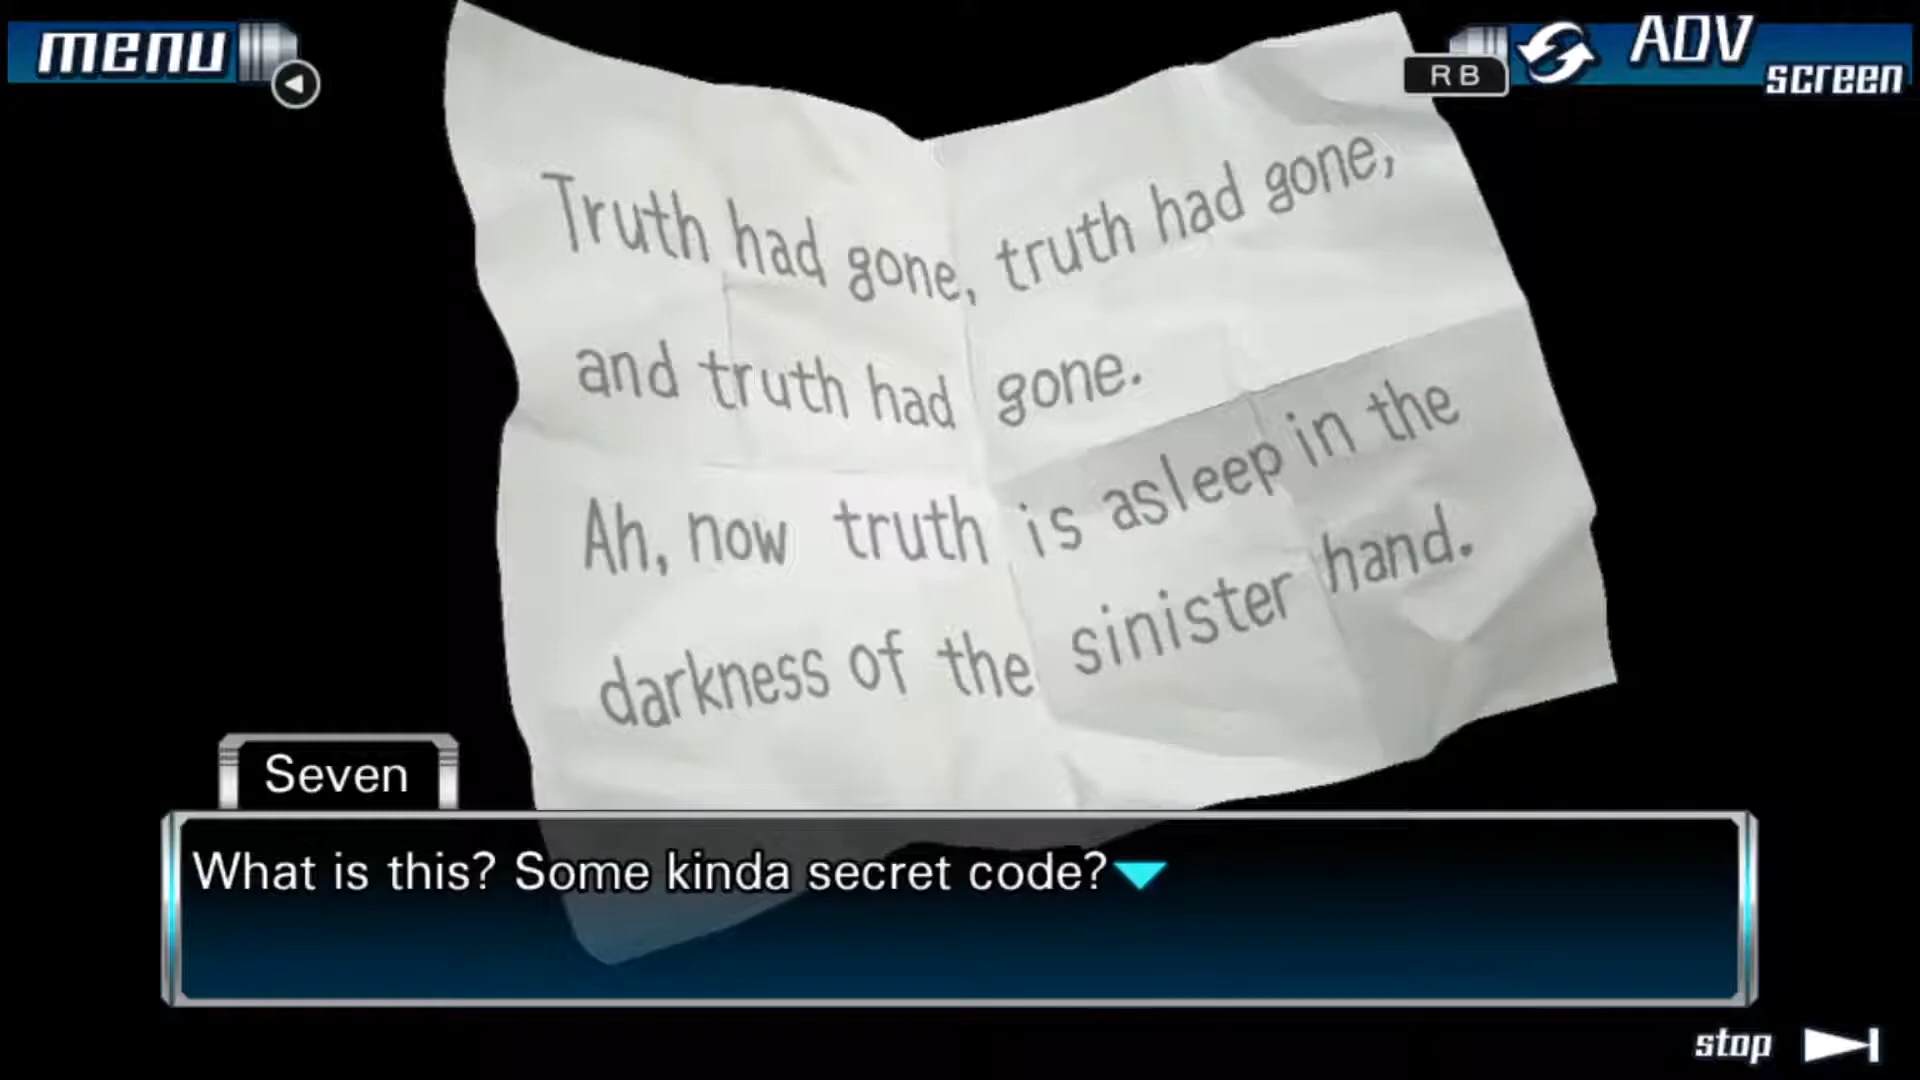 menu
RB
ADV
screen
Truth had gone, truth had gone,
and truth had gone.
Ah, now truth is asleep in the
darkness of the sinister hand.
Seven
What is this? Some kinda secret code?
stop